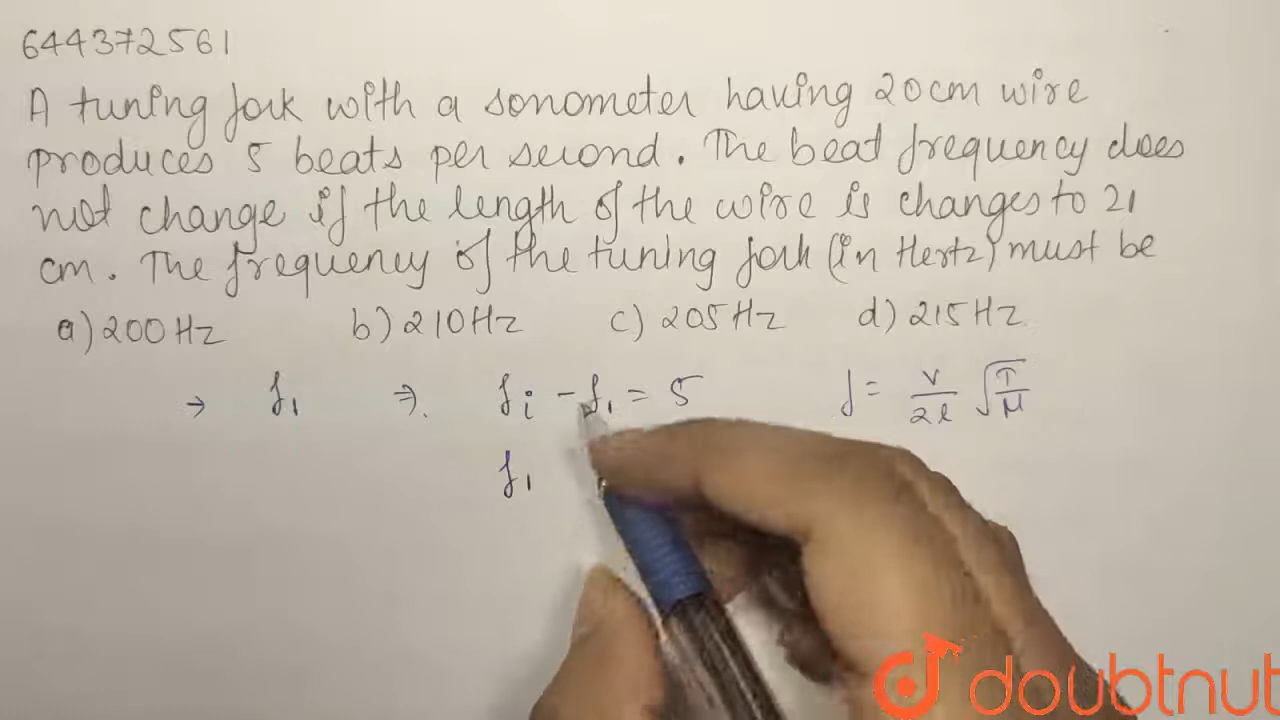 644372561
A tuning fork with a sonometer having 20cm wire
produces 5 beats per second. The beat frequency does
not change if the length of the wire is changes to 21
cm. The frequency of the tuning fork (in Hertz) must be
a) 200 Hz b) 210 Hz c) 205 Hz d) 215 Hz
→ f₁ ⇒. fᵢ - f₁ = 5 f = v/2l √T/μ
f₁
doubtnut